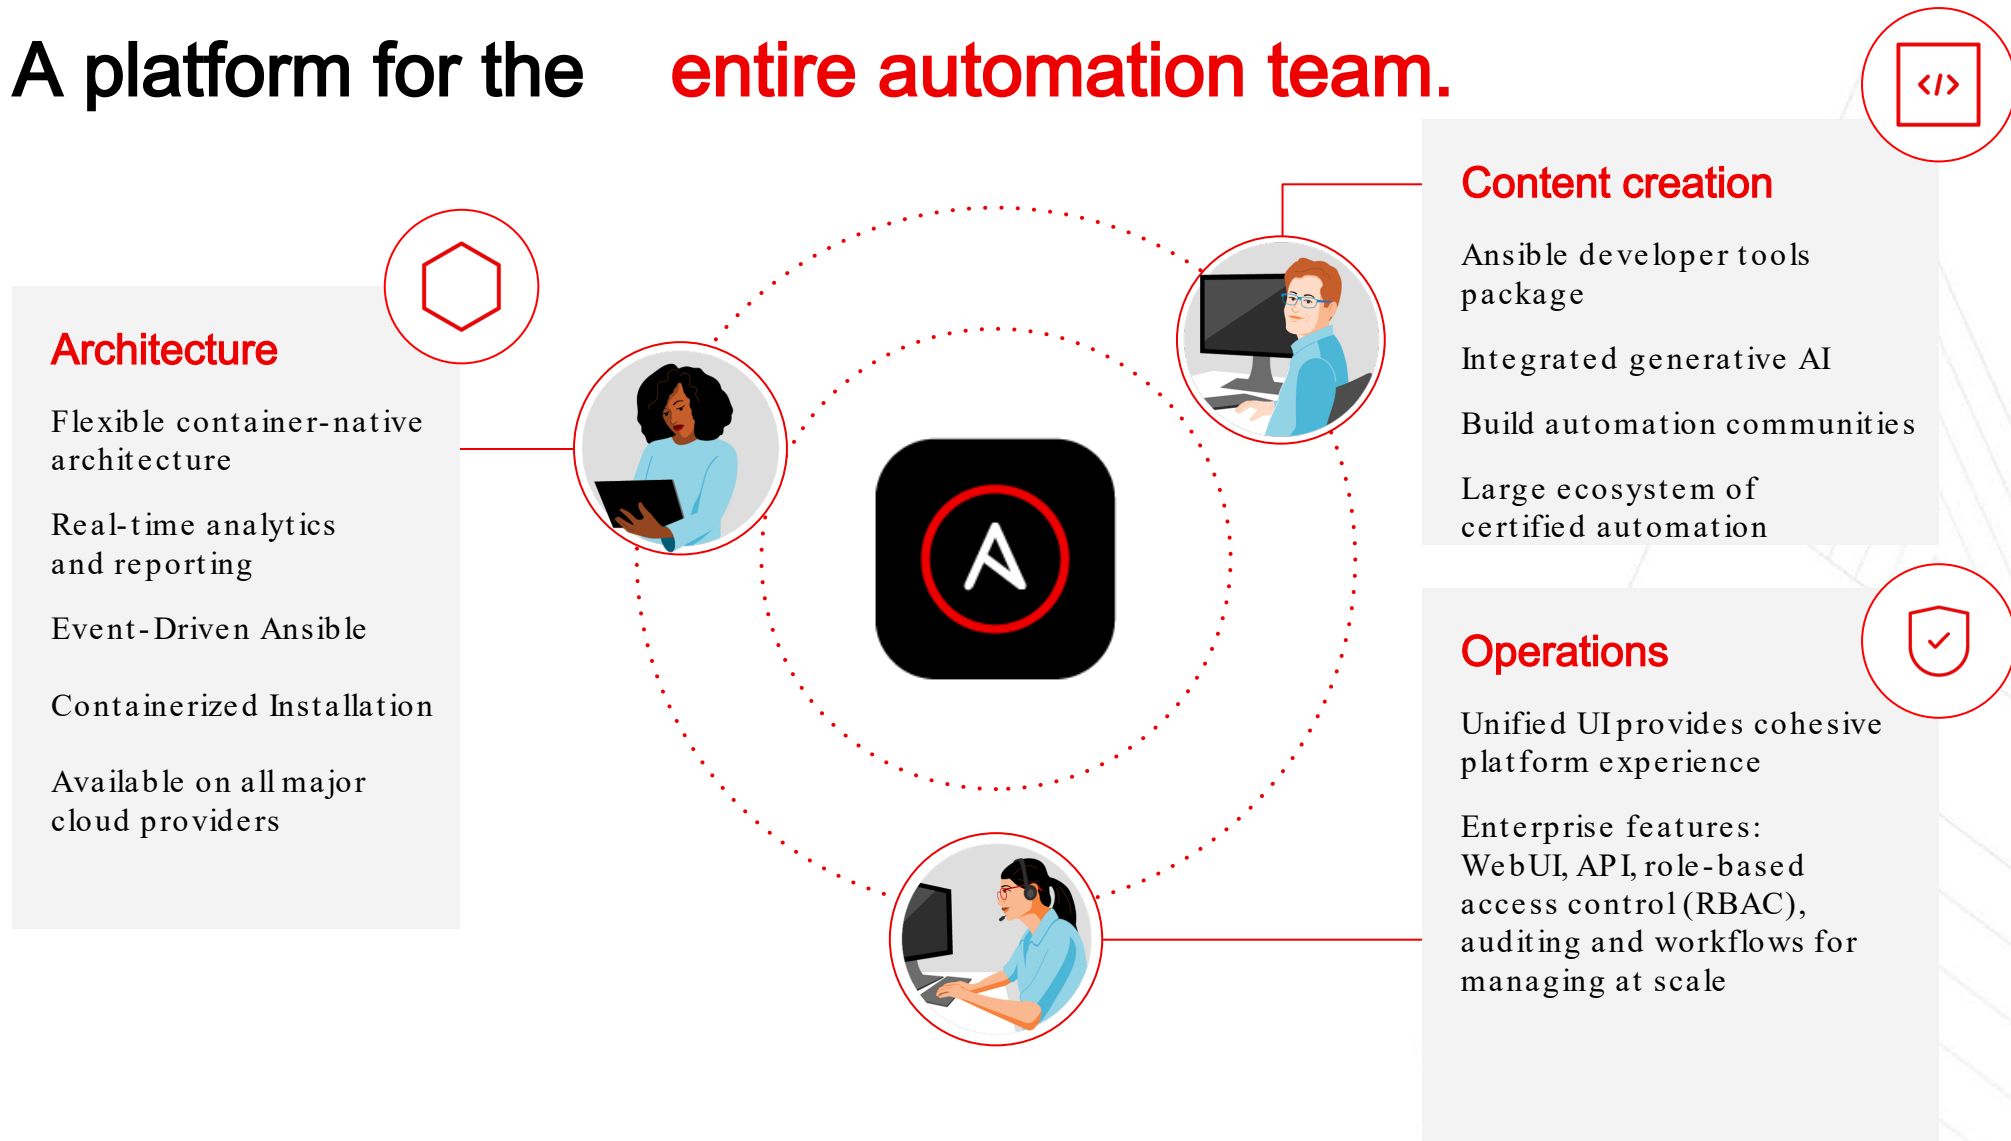 A platform for the entire automation team.
Architecture
Flexible container-native
architecture
Real-time analytics
and reporting
Event-Driven Ansible
Containerized Installation
Available on all major
cloud providers
Content creation
Ansible developer tools
package
Integrated generative AI
Build automation communities
Large ecosystem of
certified automation
Operations
Unified UI provides cohesive
platform experience
Enterprise features:
WebUI, API, role-based
access control (RBAC),
auditing and workflows for
managing at scale